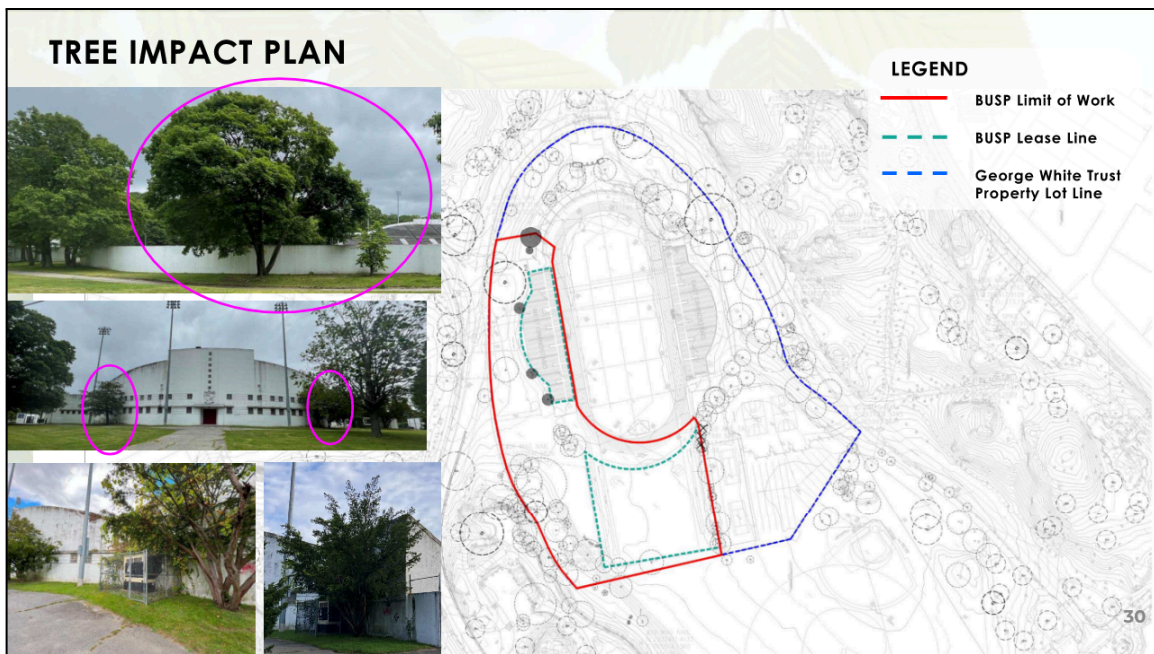 TREE IMPACT PLAN
LEGEND
BUSP Limit of Work
BUSP Lease Line
George White Trust
Property Lot Line
30